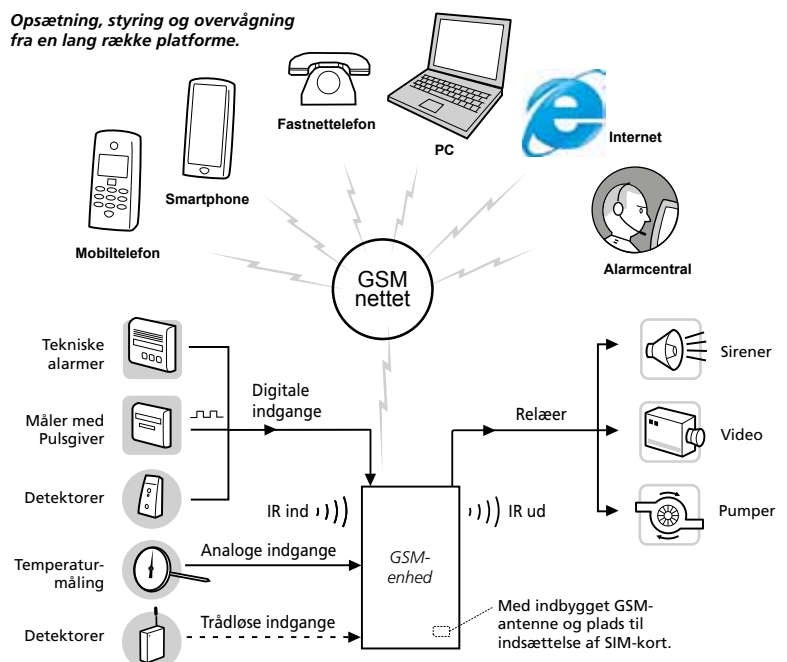 Opsætning, styring og overvågning
fra en lang række platforme.
Fastnettelefon
PC
Internet
Smartphone
Mobiltelefon
Alarmcentral
GSM
nettet
Tekniske
alarmer
Digitale
indgange
Måler med
Pulsgiver
Detektorer
Relæer
Sirener
Video
Pumper
IR ind
IR ud
Analoge indgange
Temperatur-
måling
GSM-
enhed
Trådløse indgange
Detektorer
Med indbygget GSM-
antenne og plads til
indsættelse af SIM-kort.